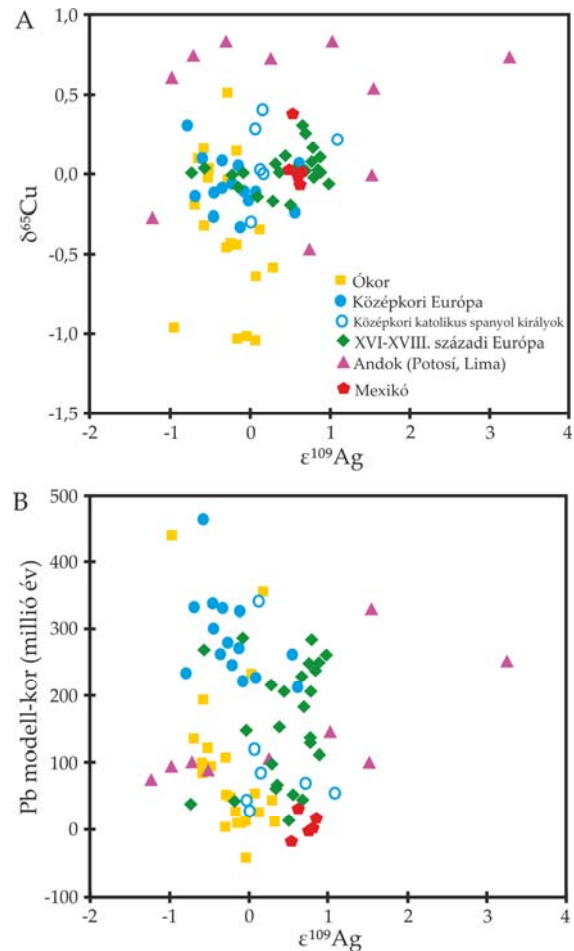 A
1,0
0,5
0,0
-0,5
-1,0
-1,5
δ⁶⁵Cu
Ókor
Középkori Európa
Középkori katolikus spanyol királyok
XVI-XVIII. századi Európa
Andok (Potosí, Lima)
Mexikó
-2 -1 0 1 2 3 4
ε¹⁰⁹Ag
B
500
400
300
200
100
0
-100
Pb modell-kor (millió év)
-2 -1 0 1 2 3 4
ε¹⁰⁹Ag